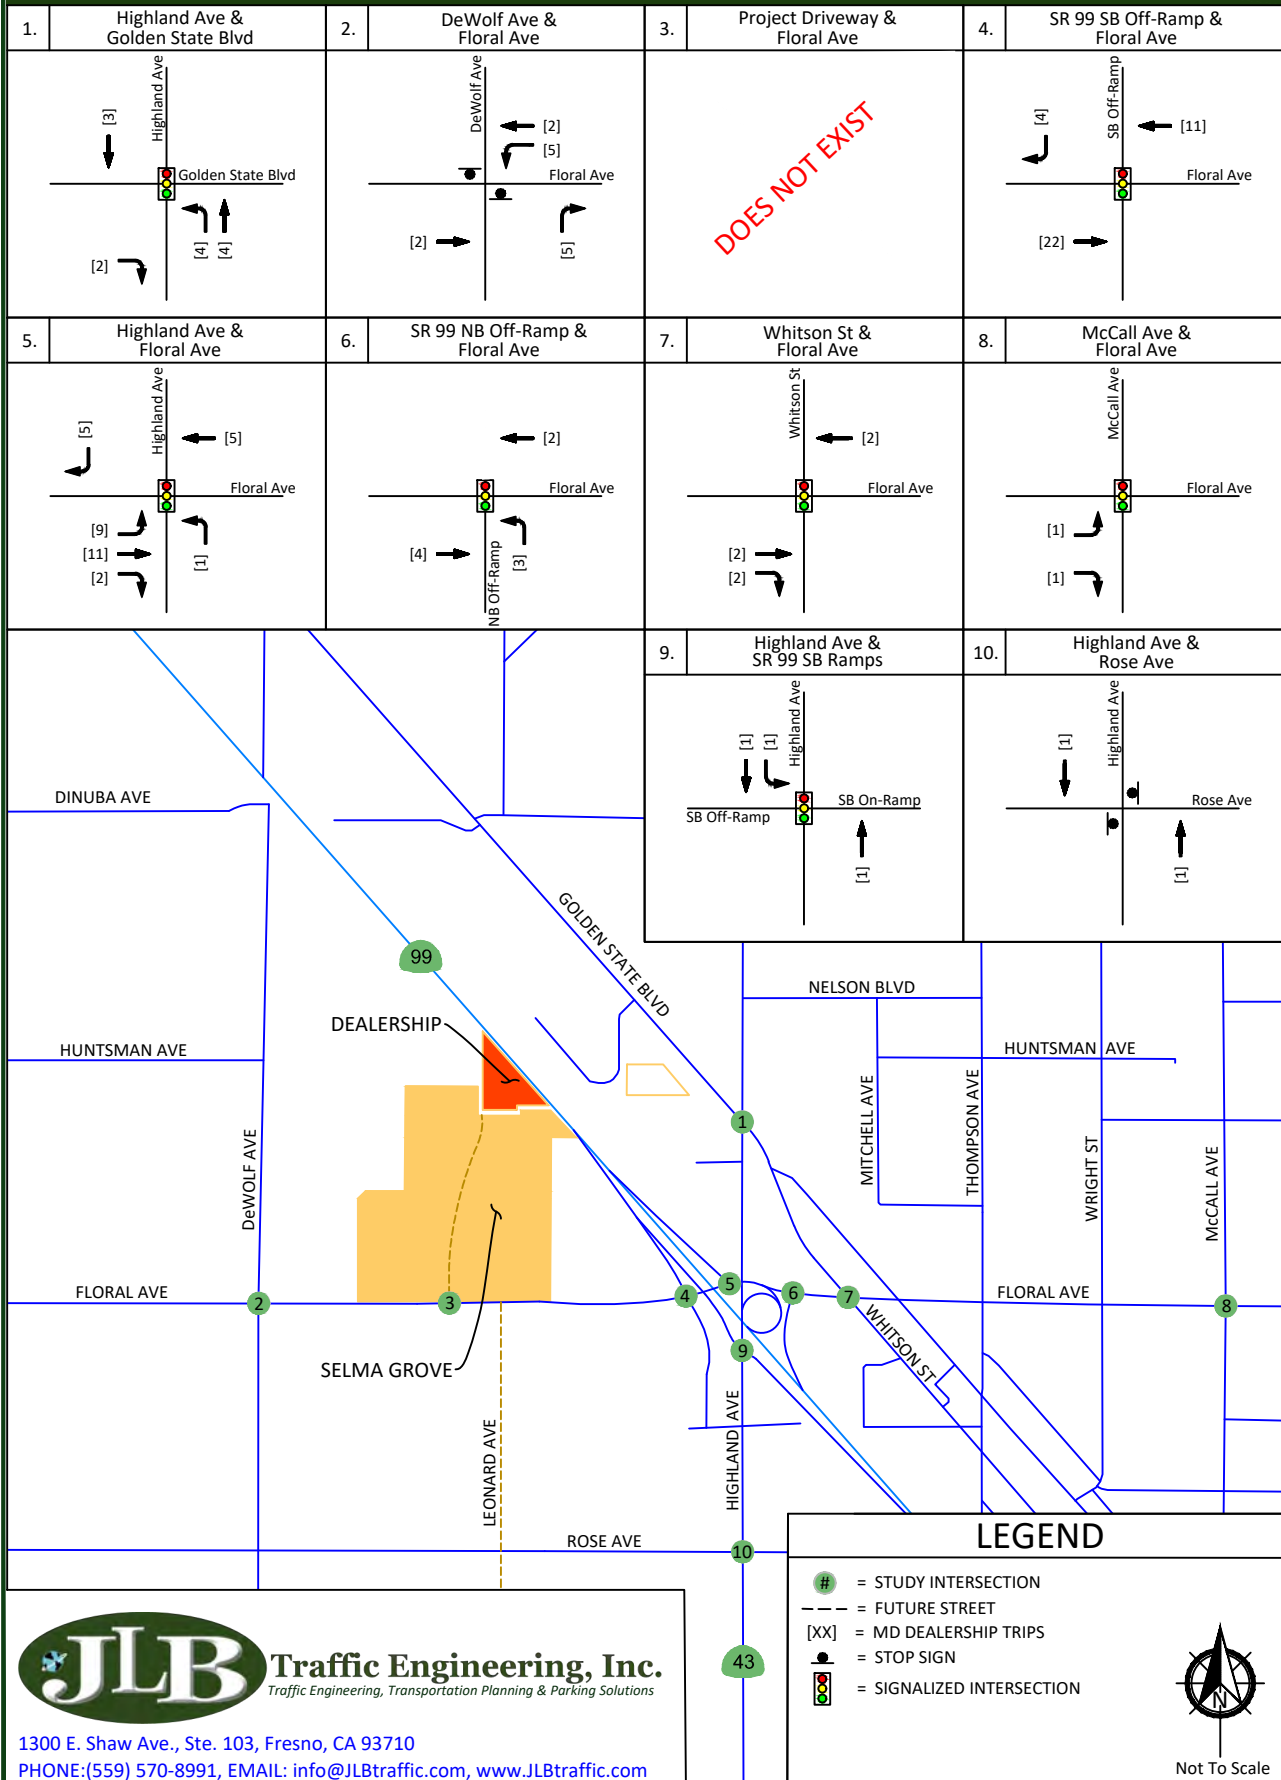 1.
Highland Ave &
Golden State Blvd
Highland Ave
[3]
Golden State Blvd
[4]
[4]
[2]
2.
DeWolf Ave &
Floral Ave
DeWolf Ave
[2]
[5]
Floral Ave
[2]
[5]
3.
Project Driveway &
Floral Ave
DOES NOT EXIST
4.
SR 99 SB Off-Ramp &
Floral Ave
SB Off-Ramp
[4]
[11]
Floral Ave
[22]
5.
Highland Ave &
Floral Ave
Highland Ave
[5]
[5]
Floral Ave
[9]
[11]
[2]
[1]
6.
SR 99 NB Off-Ramp &
Floral Ave
[2]
Floral Ave
[4]
NB Off-Ramp
[3]
7.
Whitson St &
Floral Ave
Whitson St
[2]
Floral Ave
[2]
[2]
8.
McCall Ave &
Floral Ave
McCall Ave
Floral Ave
[1]
[1]
9.
Highland Ave &
SR 99 SB Ramps
[1]
[1]
Highland Ave
SB On-Ramp
SB Off-Ramp
[1]
10.
Highland Ave &
Rose Ave
[1]
Highland Ave
Rose Ave
[1]
DINUBA AVE
GOLDEN STATE BLVD
99
DEALERSHIP
NELSON BLVD
HUNTSMAN AVE
HUNTSMAN AVE
1
MITCHELL AVE
THOMPSON AVE
WRIGHT ST
McCALL AVE
DeWOLF AVE
FLORAL AVE
FLORAL AVE
2
3
4
5
6
7
8
9
WHITSON ST
SELMA GROVE
LEONARD AVE
HIGHLAND AVE
ROSE AVE
10
43
LEGEND
# = STUDY INTERSECTION
= FUTURE STREET
[XX] = MD DEALERSHIP TRIPS
= STOP SIGN
= SIGNALIZED INTERSECTION
N
Not To Scale
JLB
Traffic Engineering, Inc.
Traffic Engineering, Transportation Planning & Parking Solutions
1300 E. Shaw Ave., Ste. 103, Fresno, CA 93710
PHONE:(559) 570-8991, EMAIL: info@JLBtraffic.com, www.JLBtraffic.com